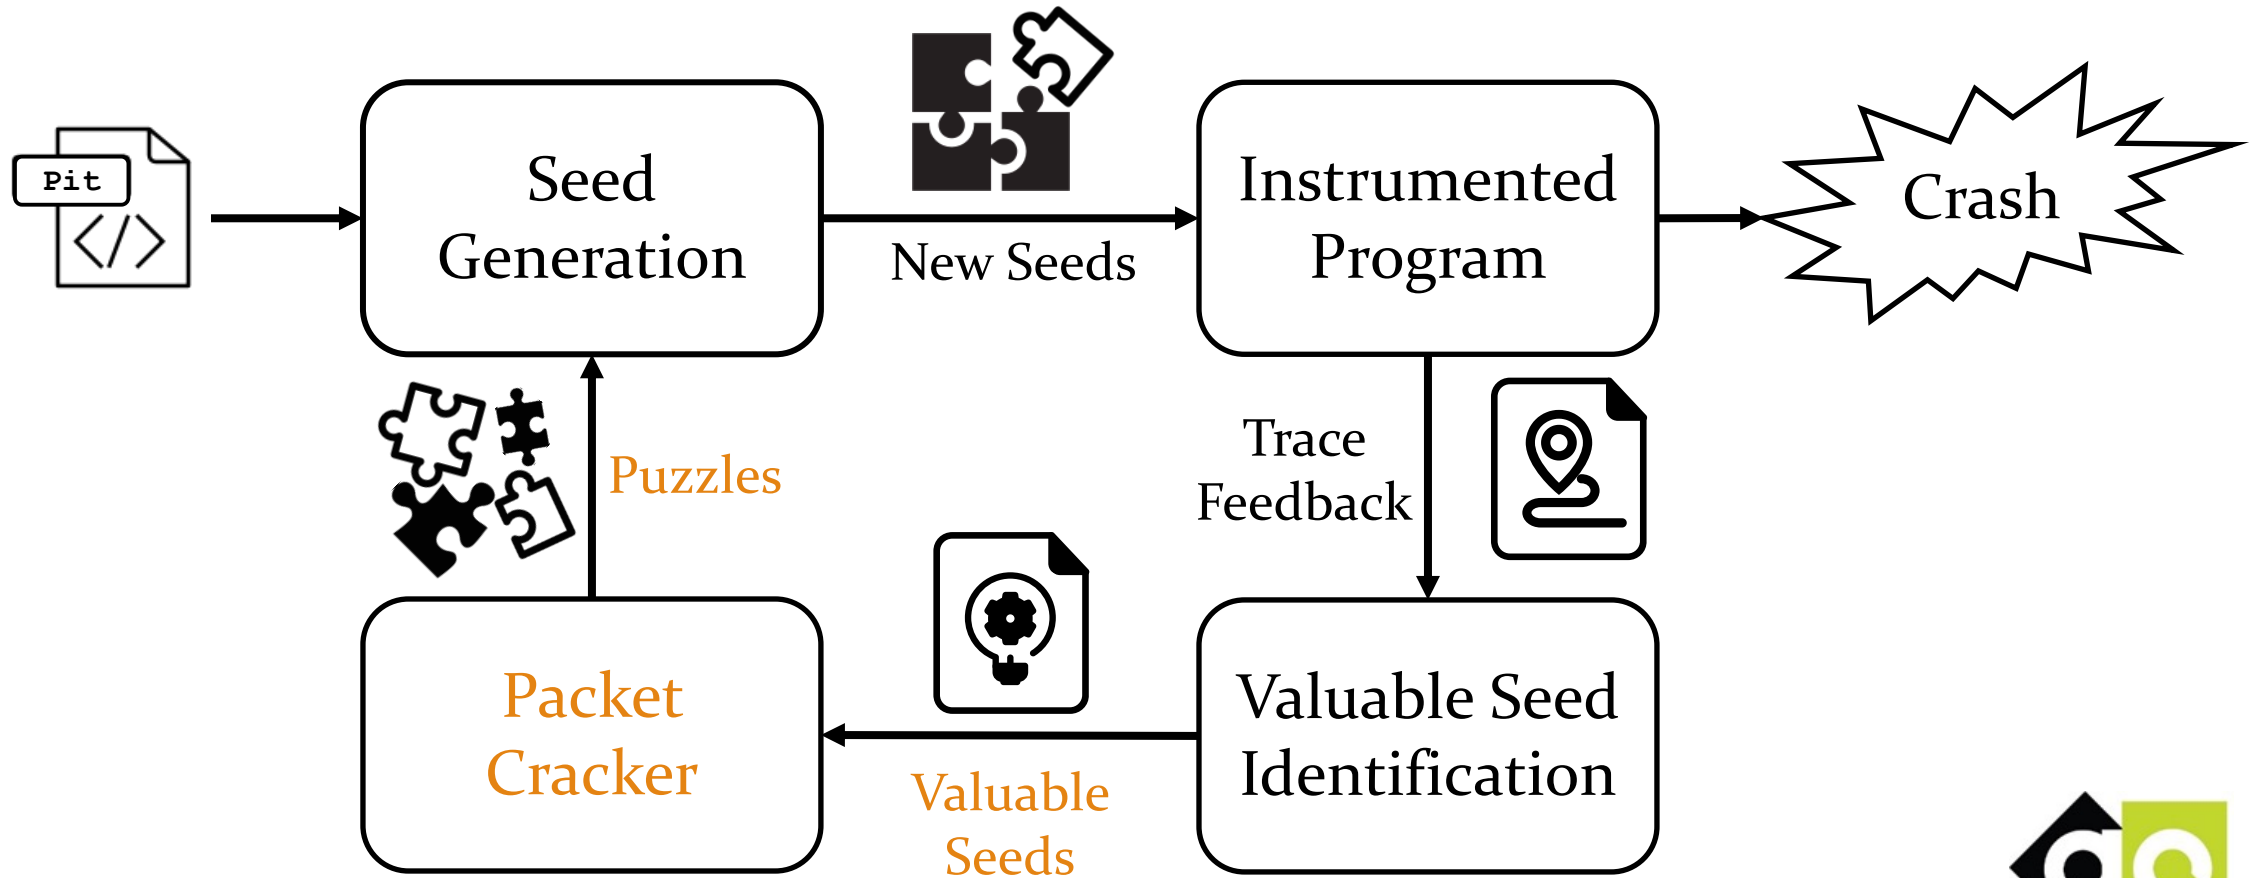 Pit
</>
Seed
Generation
New Seeds
Instrumented
Program
Crash
Puzzles
Trace
Feedback
Packet
Cracker
Valuable
Seeds
Valuable Seed
Identification